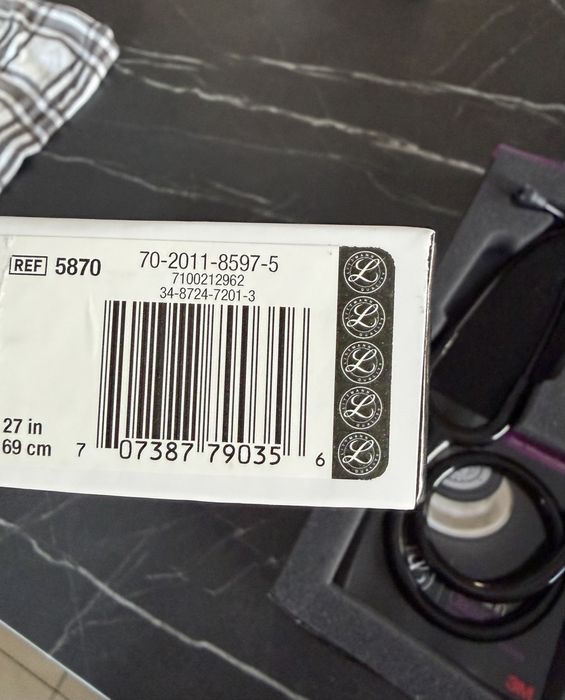 REF 5870
70-2011-8597-5
7100212962
34-8724-7201-3
27 in
69 cm
7 07387 79035 6
3M